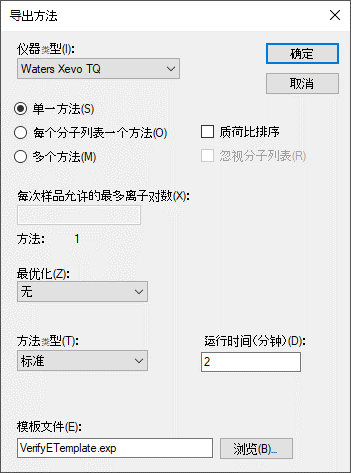 导出方法
仪器类型(I):
Waters Xevo TQ
确定
取消
单一方法(S)
每个分子列表一个方法(O)
多个方法(M)
质荷比排序
忽视分子列表(R)
每次样品允许的最多离子对数(X):
方法: 1
最优化(Z):
无
方法类型(T):
标准
运行时间(分钟)(D):
2
模板文件(E):
VerifyETemplate.exp
浏览(B)...